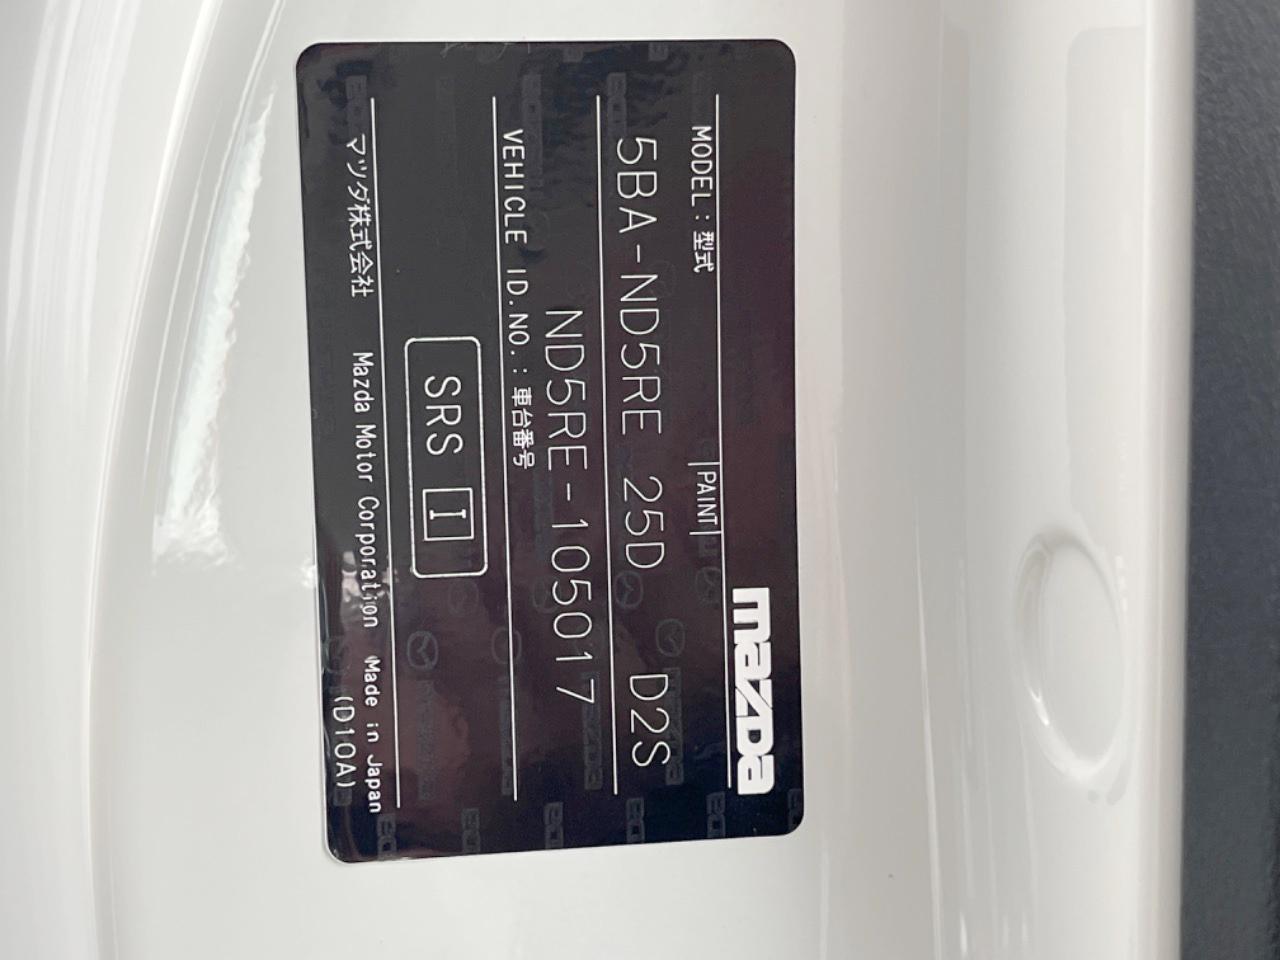 mazda
MODEL:型式 PAINT
5BA-ND5RE 25D D2S
ND5RE-105017
VEHICLE ID.NO.:車台番号
SRS I
マツダ株式会社 Mazda Motor Corporation Made in Japan
(D10A)